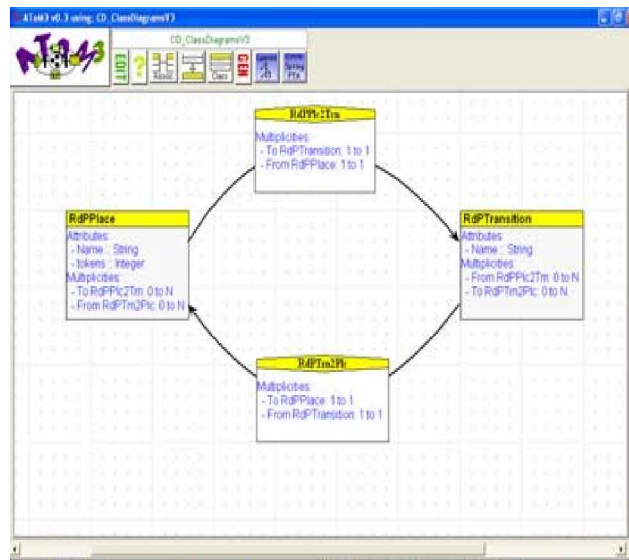 AToM3 v0.3 using: CD_ClassDiagramsV3
CD_ClassDiagramsV3
AToM3
EDIT
?
Assoc
Class
GEN
RdPPlc2Trn
Multiplicities:
- To RdPTransition: 1 to 1
- From RdPPlace: 1 to 1
RdPPlace
Attributes:
- Name :: String
- tokens :: Integer
Multiplicities:
- To RdPPlc2Trn: 0 to N
- From RdPTrn2Plc: 0 to N
RdPTransition
Attributes:
- Name :: String
Multiplicities:
- From RdPPlc2Trn: 0 to N
- To RdPTrn2Plc: 0 to N
RdPTrn2Plc
Multiplicities:
- To RdPPlace: 1 to 1
- From RdPTransition: 1 to 1